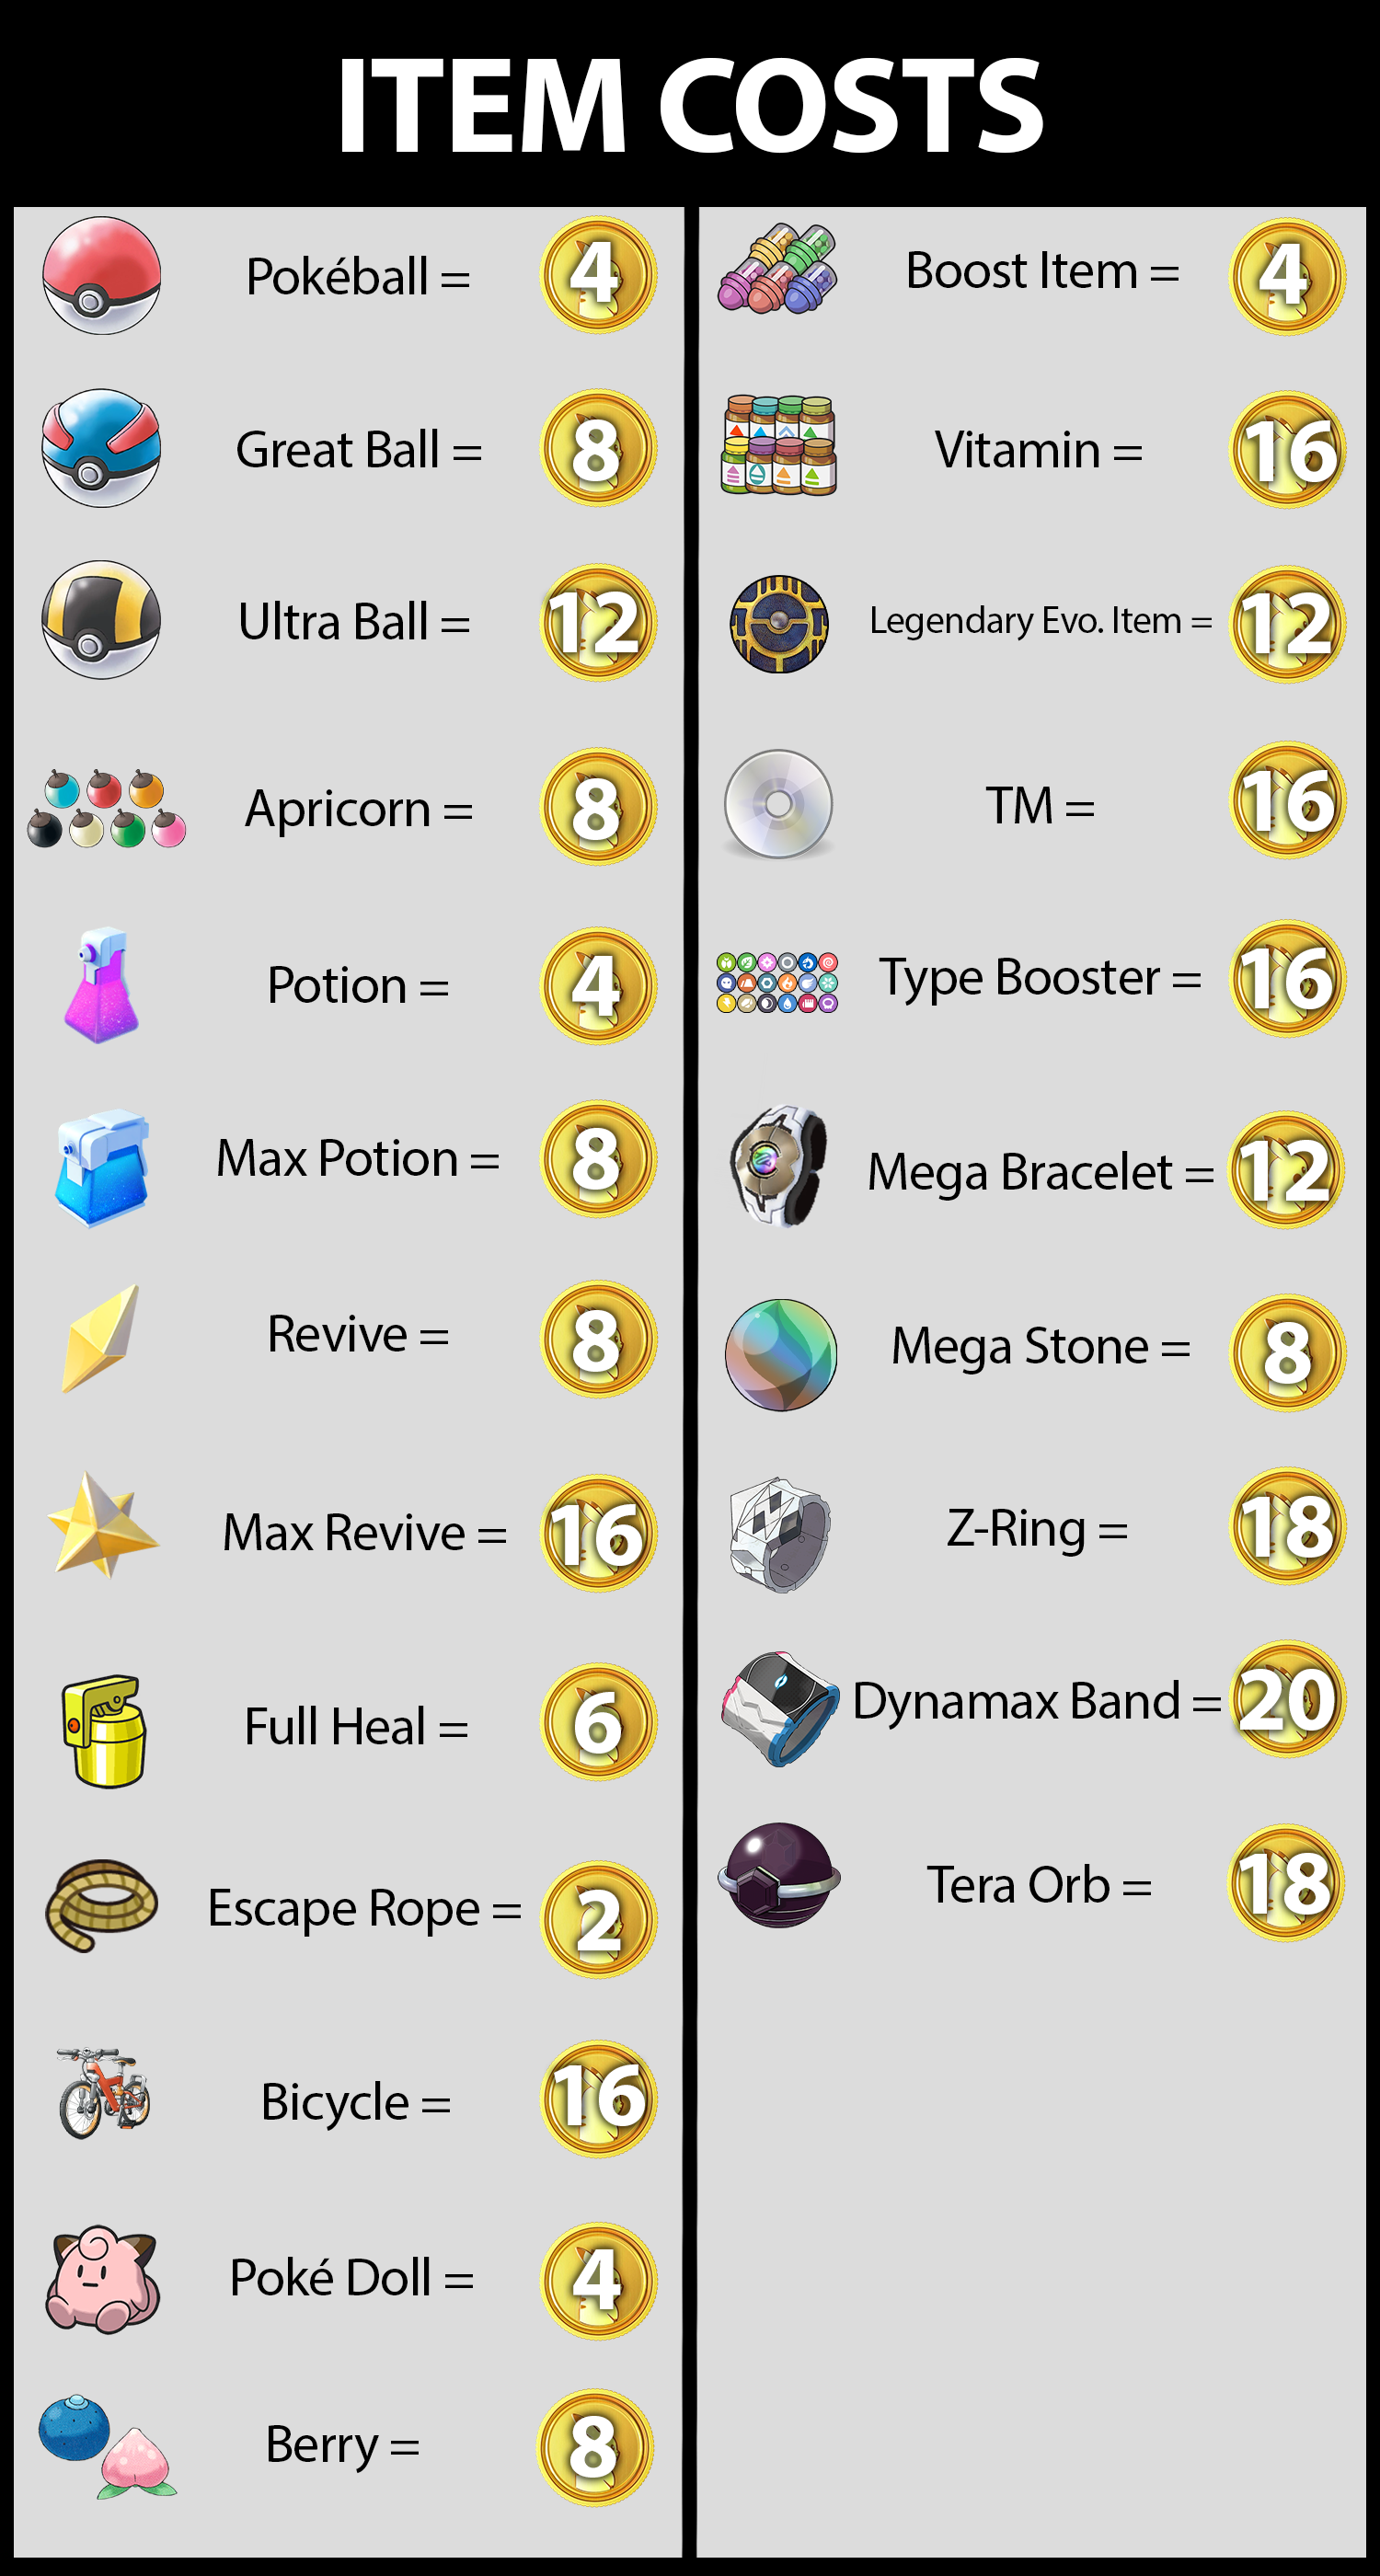 ITEM COSTS
Pokéball = 4
Great Ball = 8
Ultra Ball = 12
Apricorn = 8
Potion = 4
Max Potion = 8
Revive = 8
Max Revive = 16
Full Heal = 6
Escape Rope = 2
Bicycle = 16
Poké Doll = 4
Berry = 8
Boost Item = 4
Vitamin = 16
Legendary Evo. Item = 12
TM = 16
Type Booster = 16
Mega Bracelet = 12
Mega Stone = 8
Z-Ring = 18
Dynamax Band = 20
Tera Orb = 18